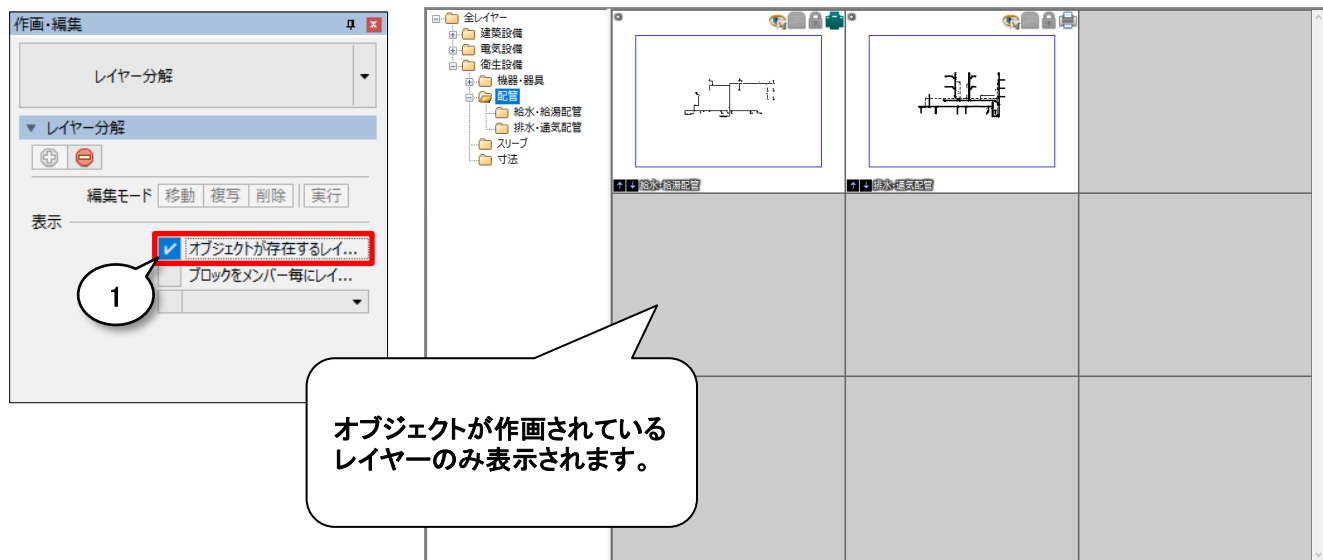 作画・編集
レイヤー分解
レイヤー分解
編集モード 移動 複写 削除 実行
表示
オブジェクトが存在するレイ...
ブロックをメンバー毎にレイ...
1
全レイヤー
建築設備
電気設備
衛生設備
機器・器具
配管
給水・給湯配管
排水・通気配管
スリーブ
寸法
給水・給湯配管
排水・通気配管
オブジェクトが作画されている
レイヤーのみ表示されます。